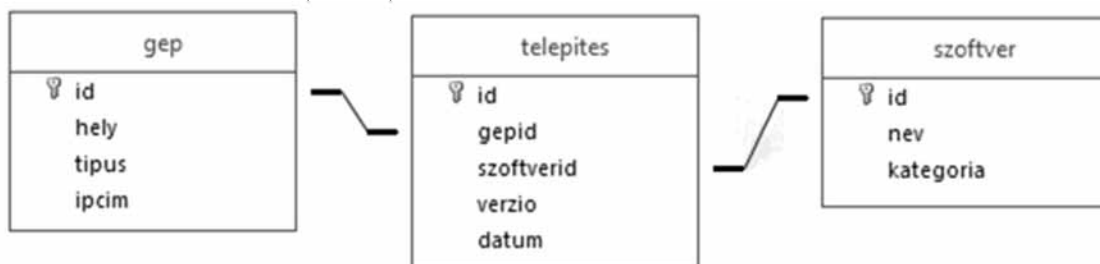 gep
id
hely
tipus
ipcim
telepites
id
gepid
szoftverid
verzio
datum
szoftver
id
nev
kategoria